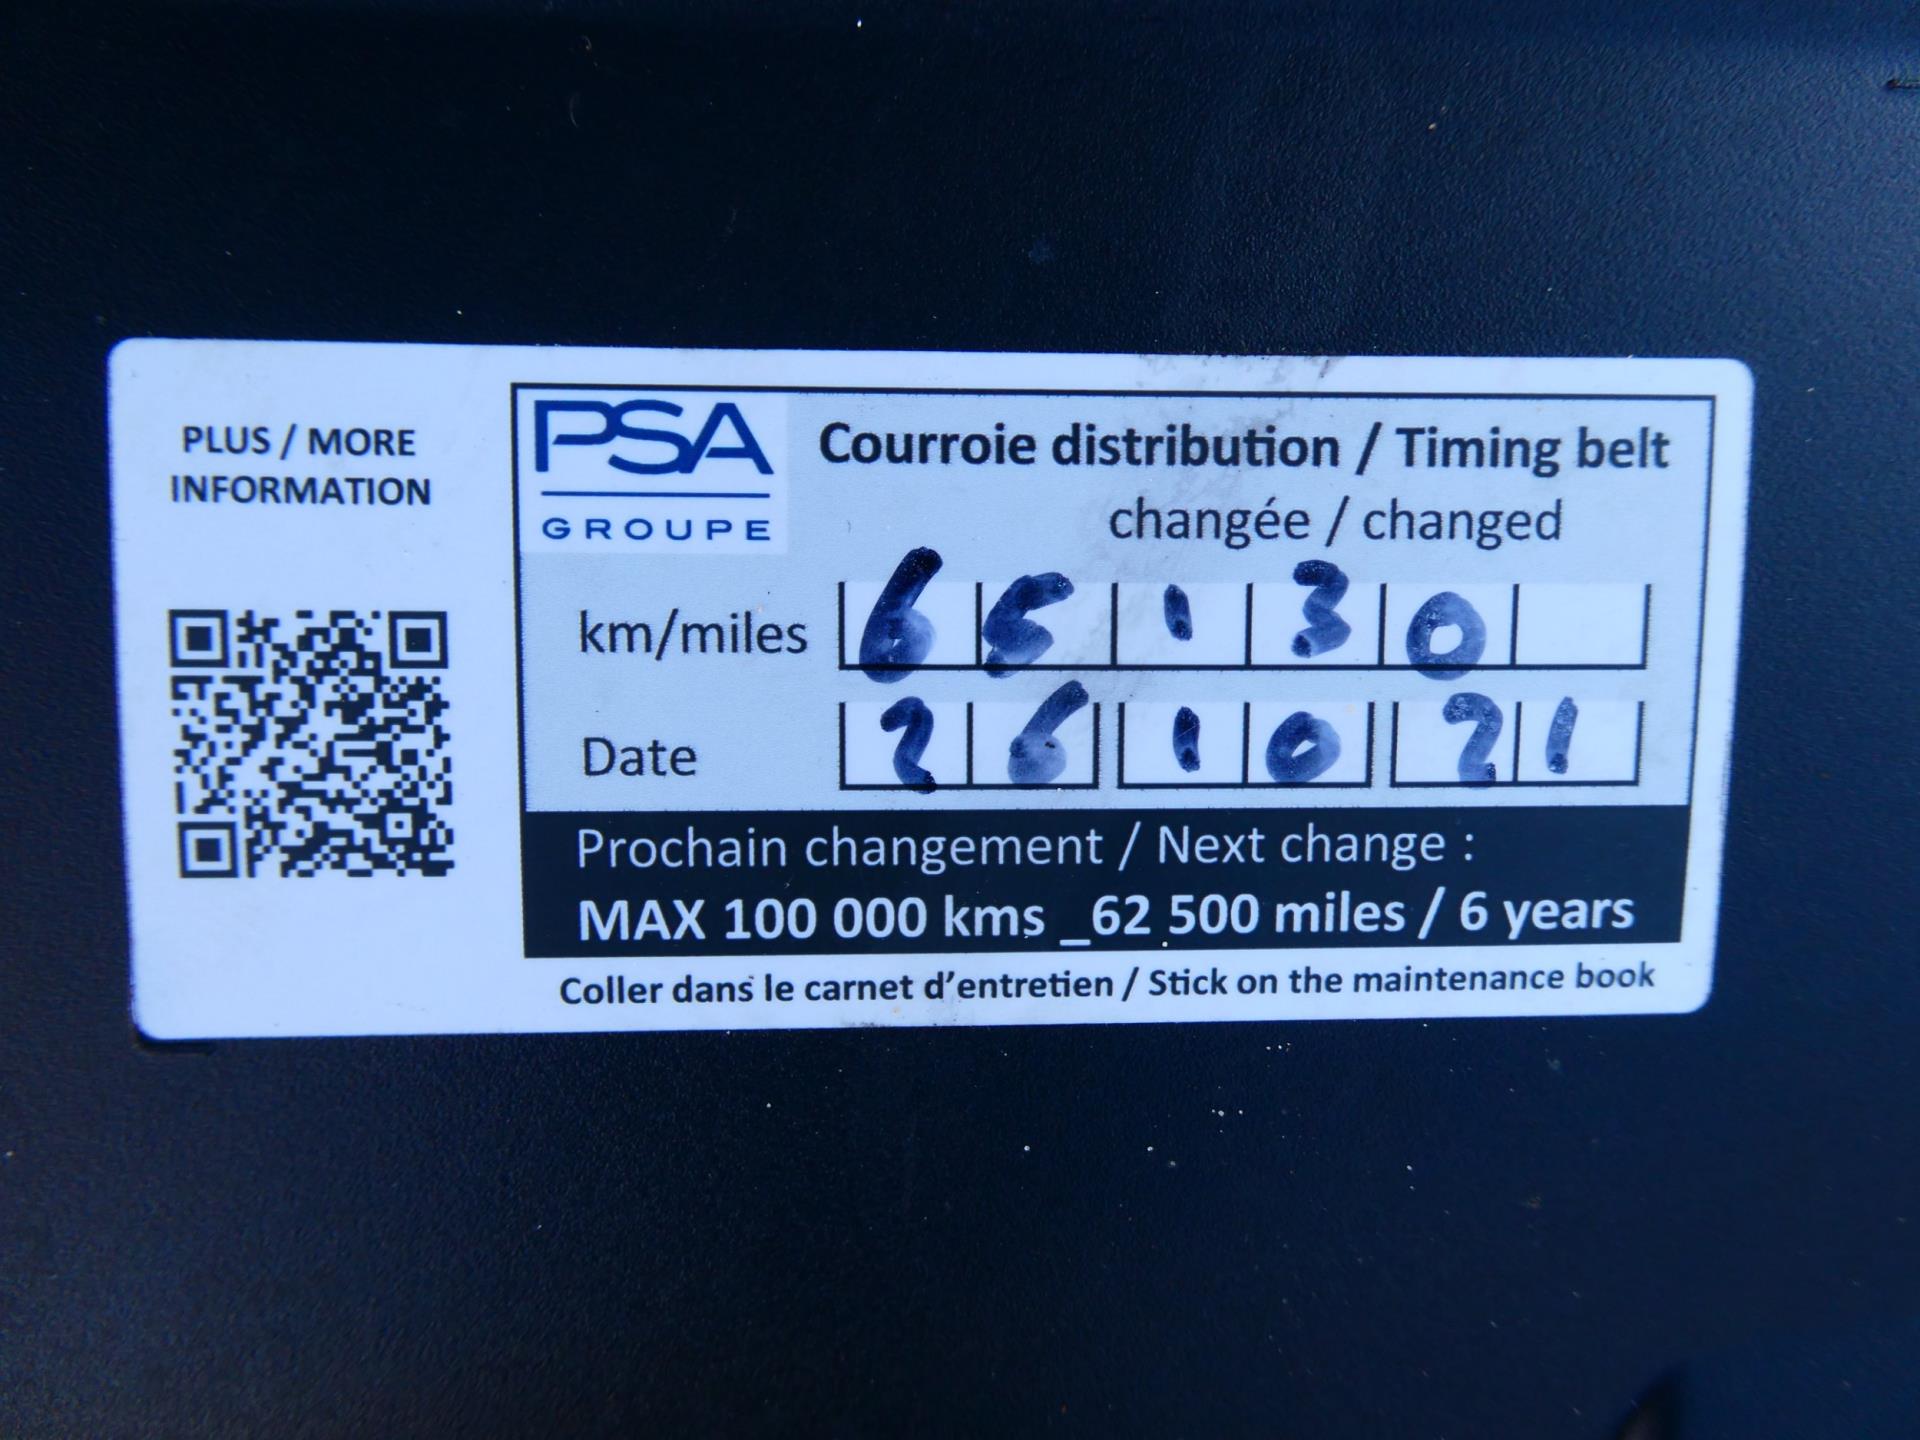 PLUS / MORE
INFORMATION
PSA
GROUPE
Courroie distribution / Timing belt
changée / changed
km/miles 65130
Date 26 10 21
Prochain changement / Next change :
MAX 100 000 kms _62 500 miles / 6 years
Coller dans le carnet d'entretien / Stick on the maintenance book